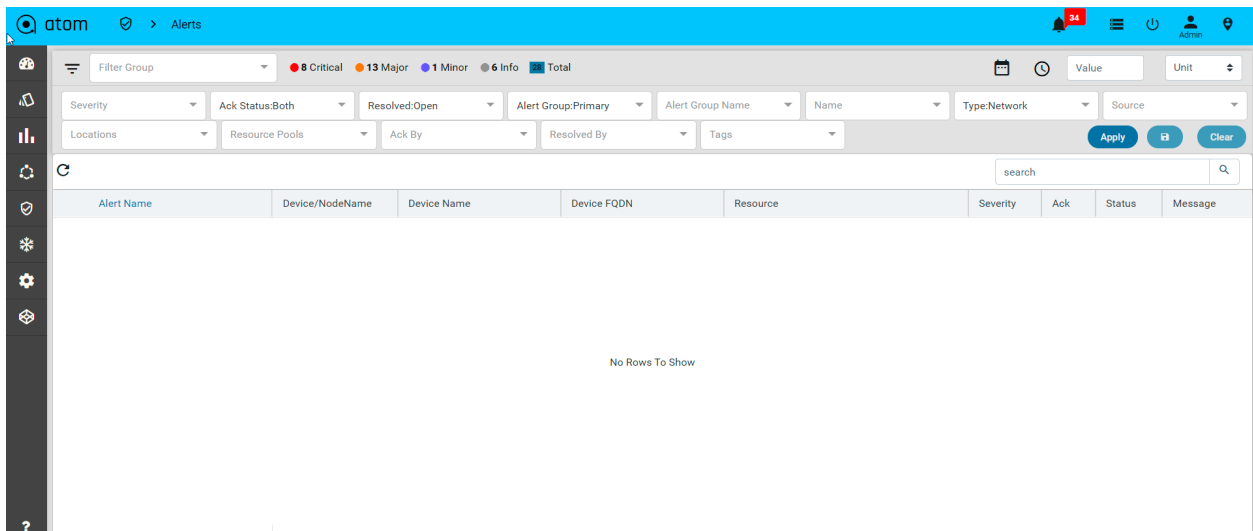 atom > Alerts 34 Admin
Filter Group 8 Critical 13 Major 1 Minor 6 Info 28 Total Value Unit
Severity Ack Status:Both Resolved:Open Alert Group:Primary Alert Group Name Name Type:Network Source
Locations Resource Pools Ack By Resolved By Tags Apply Clear
search
Alert Name Device/NodeName Device Name Device FQDN Resource Severity Ack Status Message
No Rows To Show
?